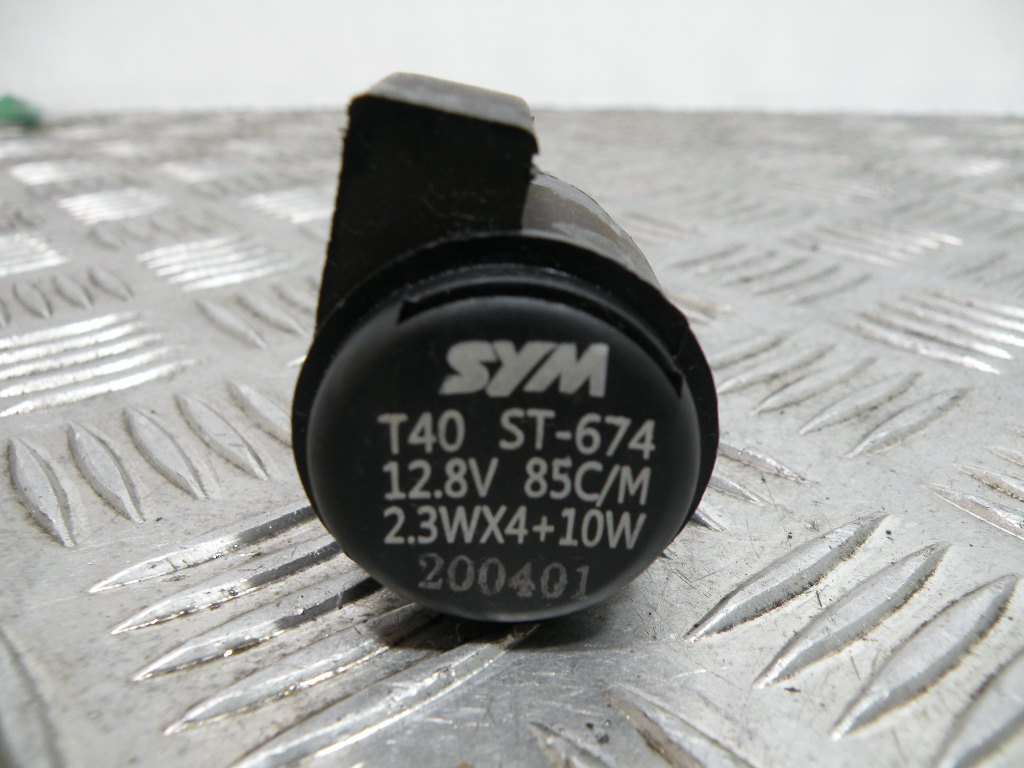 SYM
T40 ST-674
12.8V 85C/M
2.3WX4+10W
200401